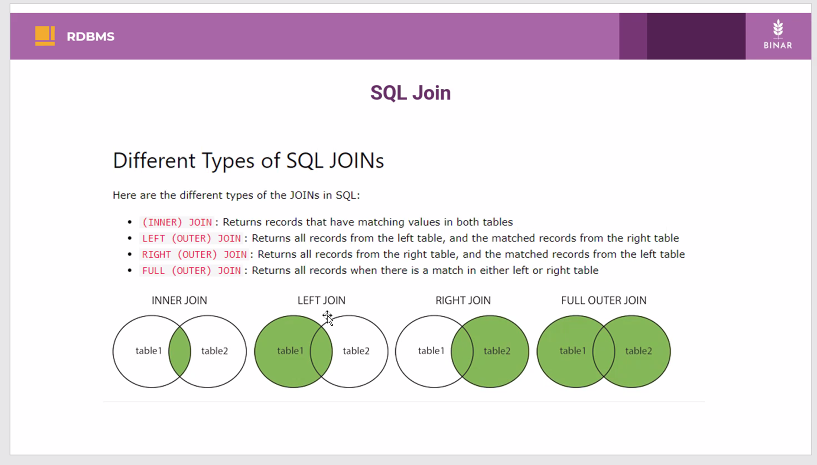 RDBMS
BINAR
SQL Join
Different Types of SQL JOINs
Here are the different types of the JOINs in SQL:
(INNER) JOIN : Returns records that have matching values in both tables
LEFT (OUTER) JOIN : Returns all records from the left table, and the matched records from the right table
RIGHT (OUTER) JOIN : Returns all records from the right table, and the matched records from the left table
FULL (OUTER) JOIN : Returns all records when there is a match in either left or right table
INNER JOIN LEFT JOIN RIGHT JOIN FULL OUTER JOIN
table1 table2 table1 table2 table1 table2 table1 table2